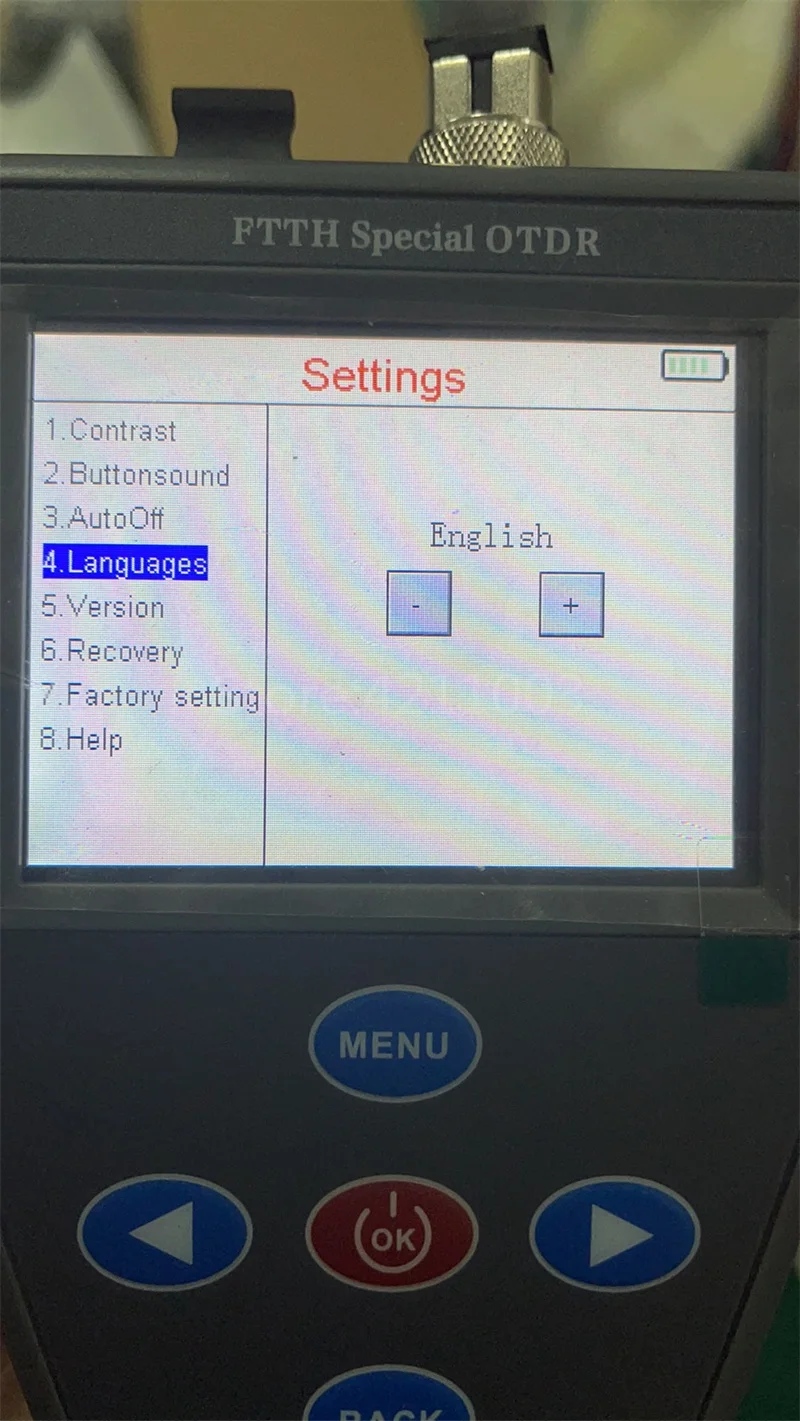 FTTH Special OTDR
Settings
1.Contrast
2.Buttonsound
3.AutoOff
4.Languages
5.Version
6.Recovery
7.Factory setting
8.Help
English
- +
MENU
OK
BACK